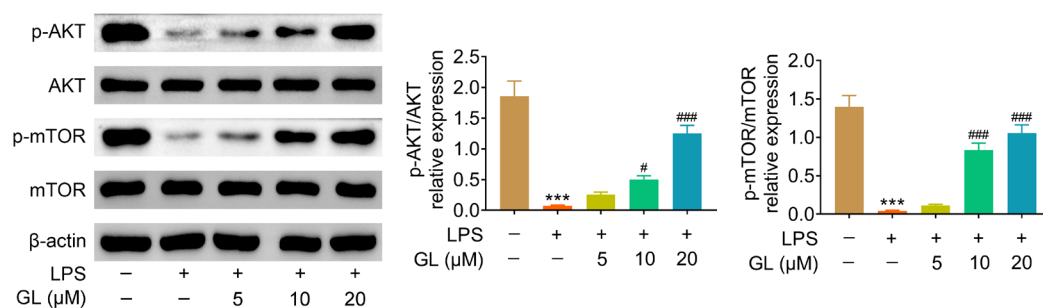 p-AKT
AKT
p-mTOR
mTOR
β-actin
LPS – + + + +
GL (µM) – – 5 10 20
p-AKT/AKT
relative expression
2.5
2.0
1.5
1.0
0.5
0.0
***
#
###
LPS – + + + +
GL (µM) – – 5 10 20
p-mTOR/mTOR
relative expression
2.0
1.5
1.0
0.5
0.0
***
###
###
LPS – + + + +
GL (µM) – – 5 10 20